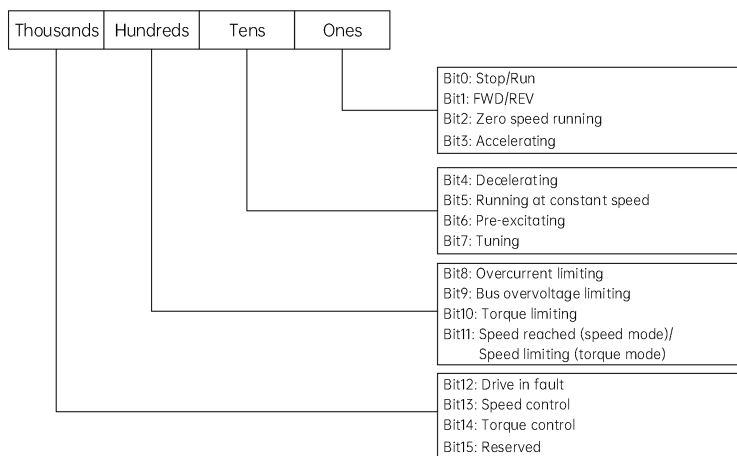 Thousands Hundreds Tens Ones
Bit0: Stop/Run
Bit1: FWD/REV
Bit2: Zero speed running
Bit3: Accelerating
Bit4: Decelerating
Bit5: Running at constant speed
Bit6: Pre-excitating
Bit7: Tuning
Bit8: Overcurrent limiting
Bit9: Bus overvoltage limiting
Bit10: Torque limiting
Bit11: Speed reached (speed mode)/
Speed limiting (torque mode)
Bit12: Drive in fault
Bit13: Speed control
Bit14: Torque control
Bit15: Reserved